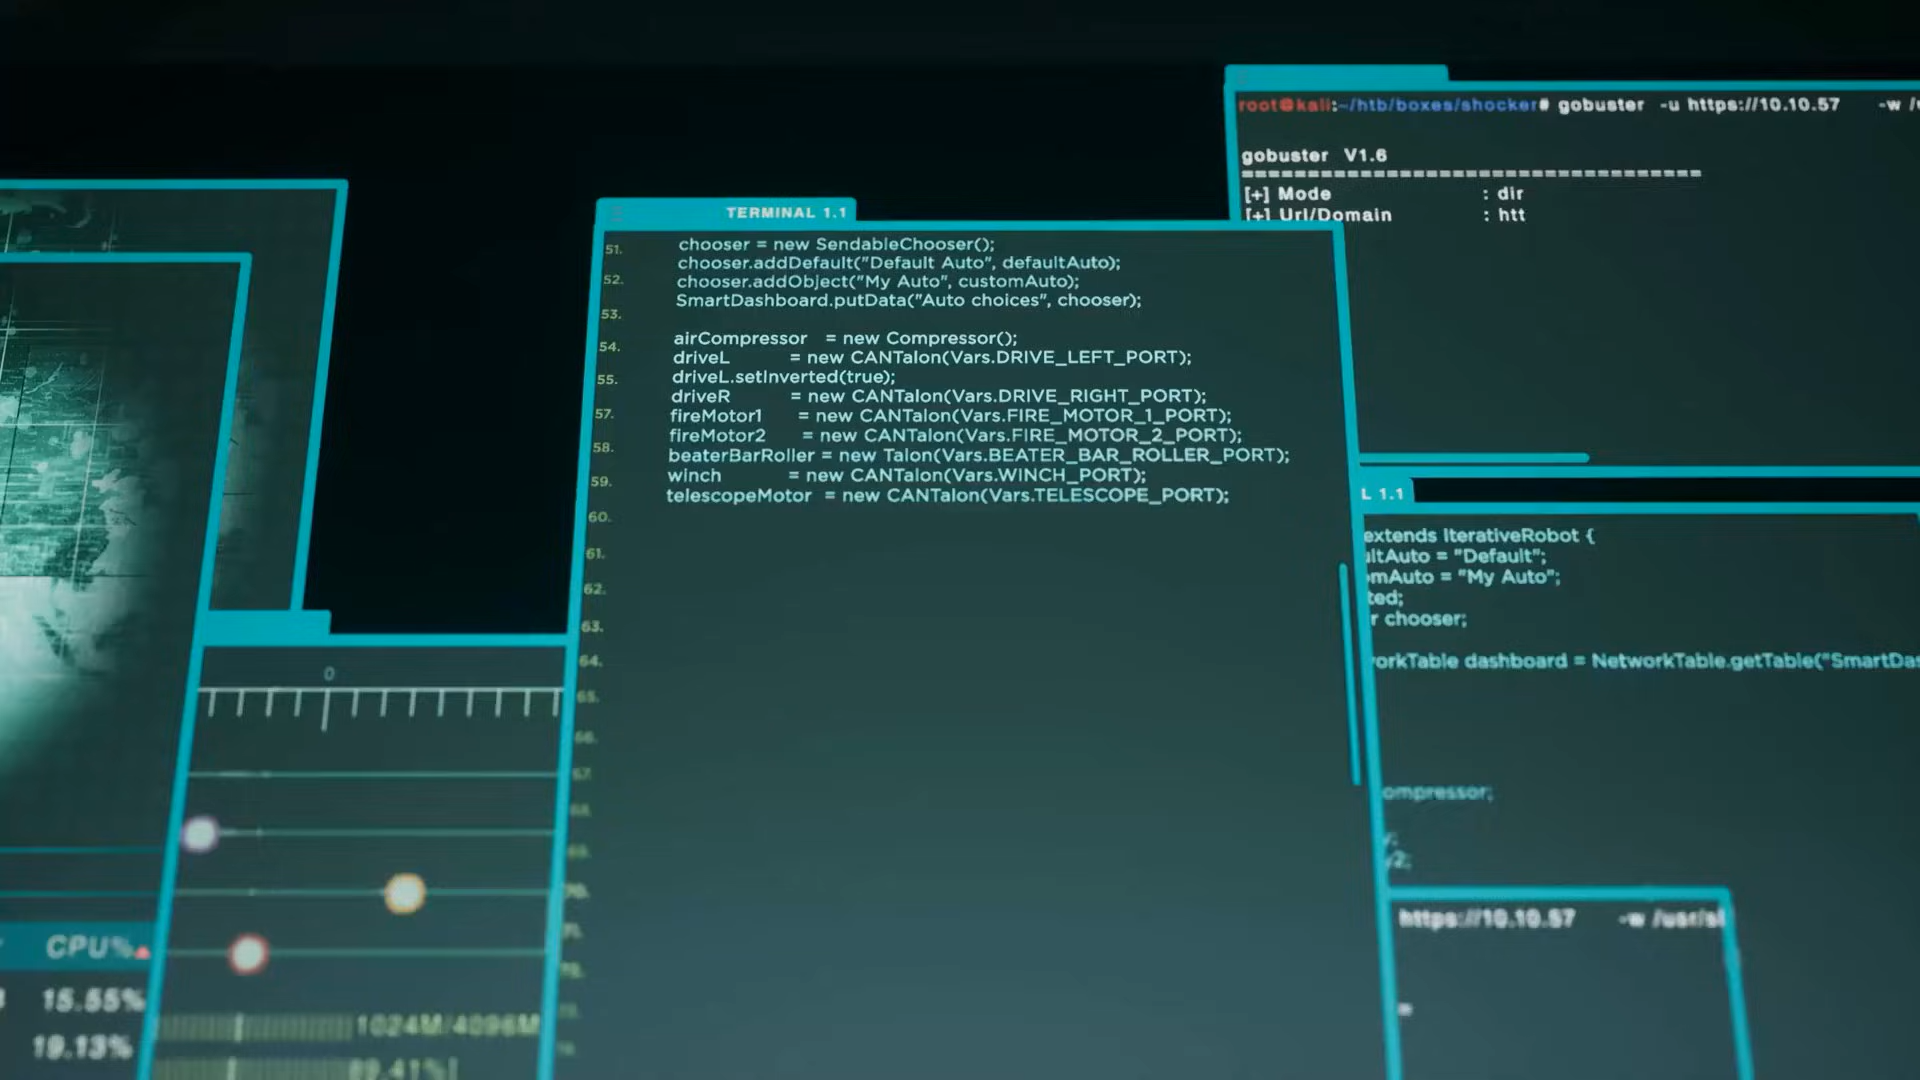 root@kali:~/htb/boxes/shocker# gobuster -u https://10.10.57 -w
gobuster V1.6
==================================
[+] Mode : dir
[+] Url/Domain : htt
TERMINAL 1.1
51.
52.
53.
54.
55.
57.
58.
59.
60.
61.
62.
63.
64.
65.
66.
67.
68.
69.
70.
chooser = new SendableChooser();
chooser.addDefault("Default Auto", defaultAuto);
chooser.addObject("My Auto", customAuto);
SmartDashboard.putData("Auto choices", chooser);
airCompressor = new Compressor();
driveL = new CANTalon(Vars.DRIVE_LEFT_PORT);
driveL.setInverted(true);
driveR = new CANTalon(Vars.DRIVE_RIGHT_PORT);
fireMotor1 = new CANTalon(Vars.FIRE_MOTOR_1_PORT);
fireMotor2 = new CANTalon(Vars.FIRE_MOTOR_2_PORT);
beaterBarRoller = new Talon(Vars.BEATER_BAR_ROLLER_PORT);
winch = new CANTalon(Vars.WINCH_PORT);
telescopeMotor = new CANTalon(Vars.TELESCOPE_PORT);
L 1.1
extends IterativeRobot {
ltAuto = "Default";
mAuto = "My Auto";
ted;
r chooser;
orkTable dashboard = NetworkTable.getTable("SmartDas
ompressor;
y2;
https://10.10.57 -w /usr/s
=
0
CPU%
15.55%
19.13%
1024M/4096M